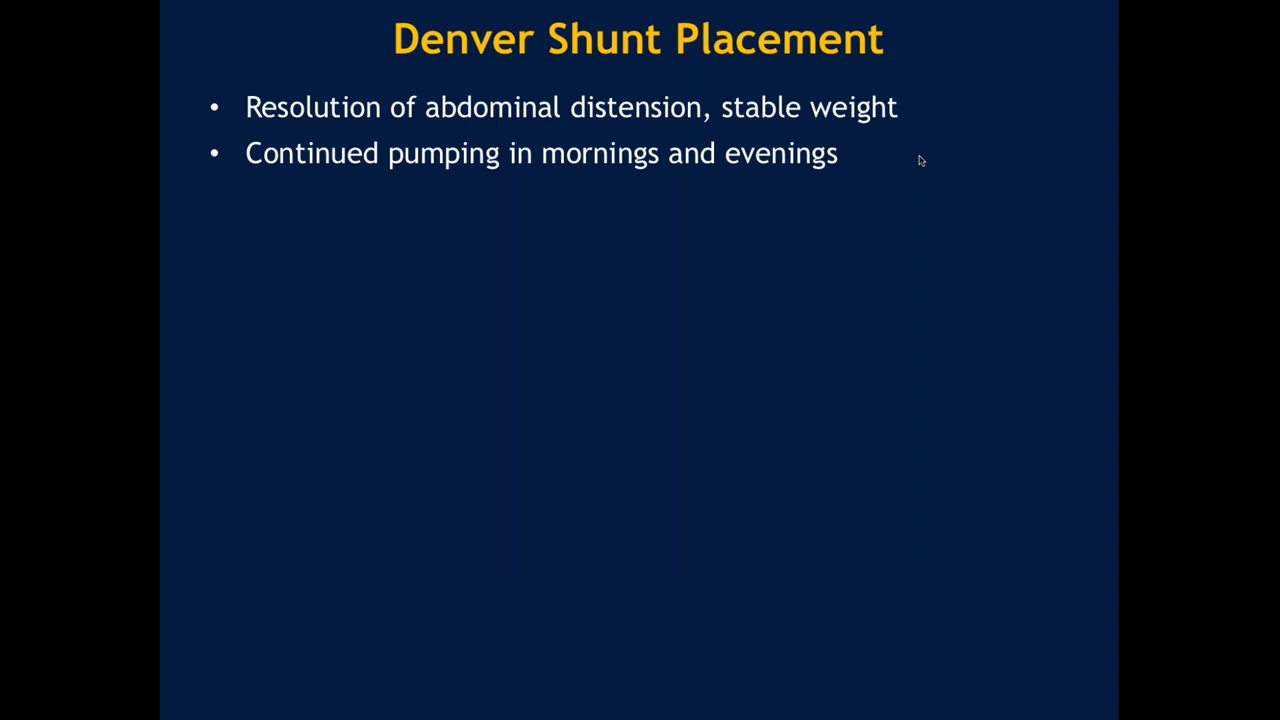 Denver Shunt Placement
• Resolution of abdominal distension, stable weight
• Continued pumping in mornings and evenings